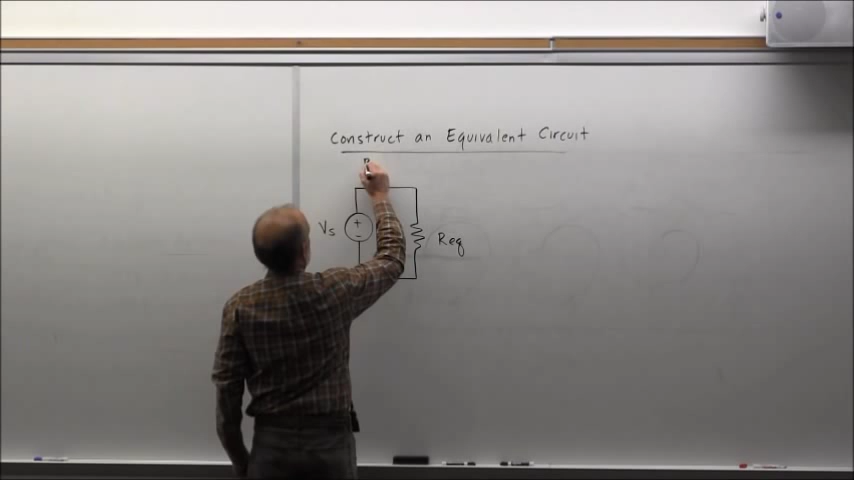 Construct an Equivalent Circuit
Vs
+
-
Req